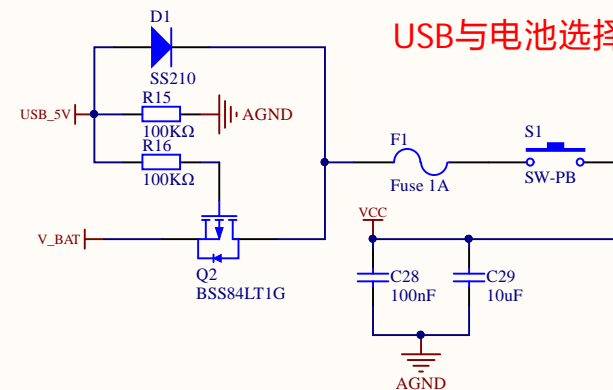 D1
USB与电池选择
SS210
R15
USB_5V
AGND
100KΩ
R16
100KΩ
F1
S1
Fuse 1A
SW-PB
VCC
V_BAT
Q2
BSS84LT1G
C28
100nF
C29
10uF
AGND